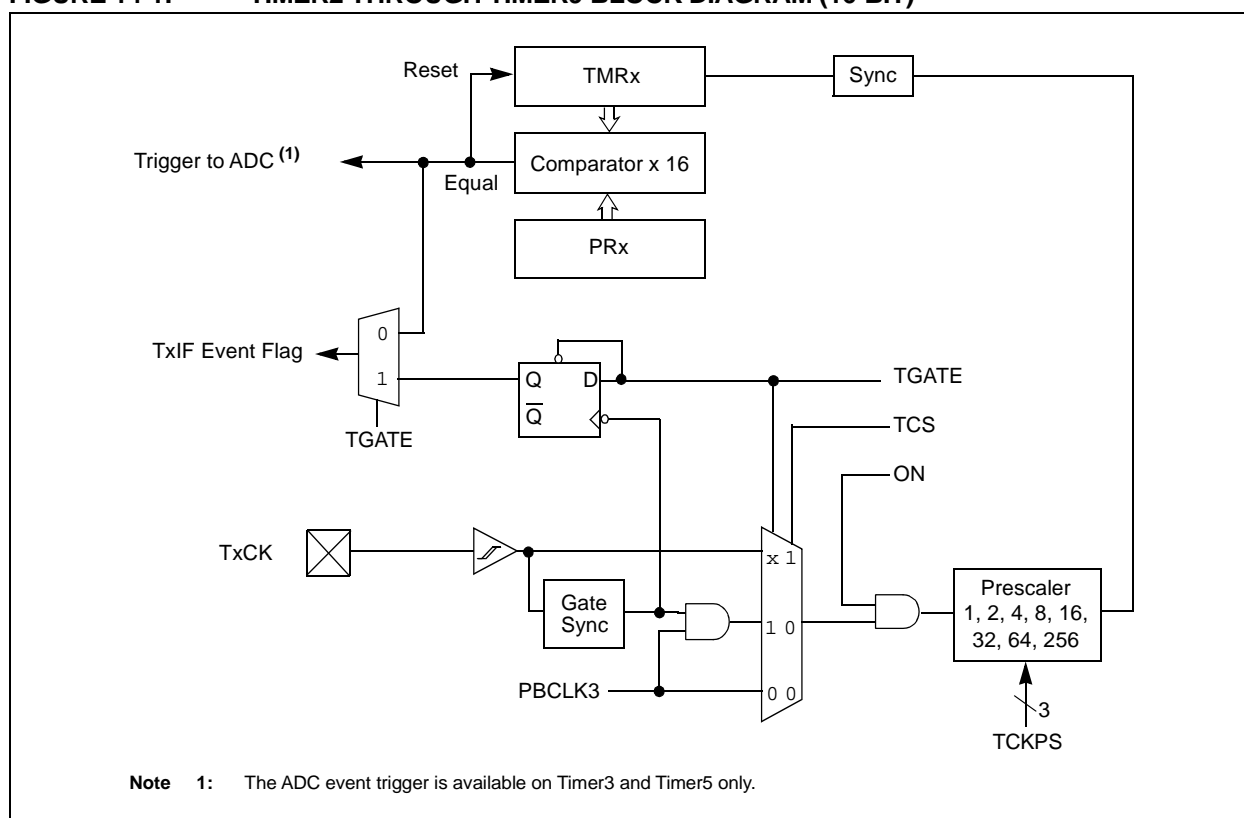 Reset
TMRx
Sync
Trigger to ADC (1)
Equal
Comparator x 16
PRx
TxIF Event Flag
0
1
TGATE
Q
D
Q
TGATE
TCS
ON
TxCK
Gate
Sync
x 1
1 0
0 0
PBCLK3
Prescaler
1, 2, 4, 8, 16,
32, 64, 256
3
TCKPS
Note 1: The ADC event trigger is available on Timer3 and Timer5 only.